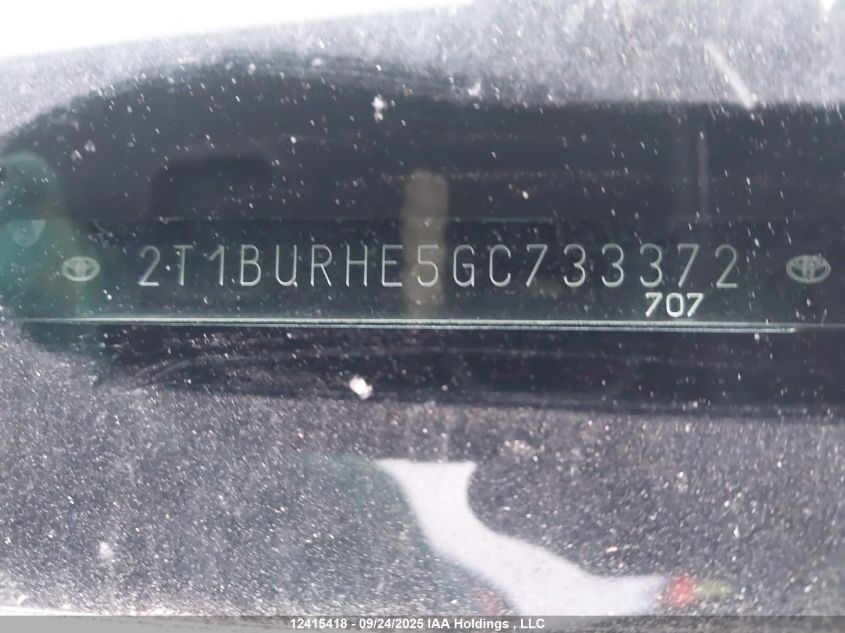 2T1BURHE5GC733372
707
12415418 - 09/24/2025 IAA Holdings , LLC